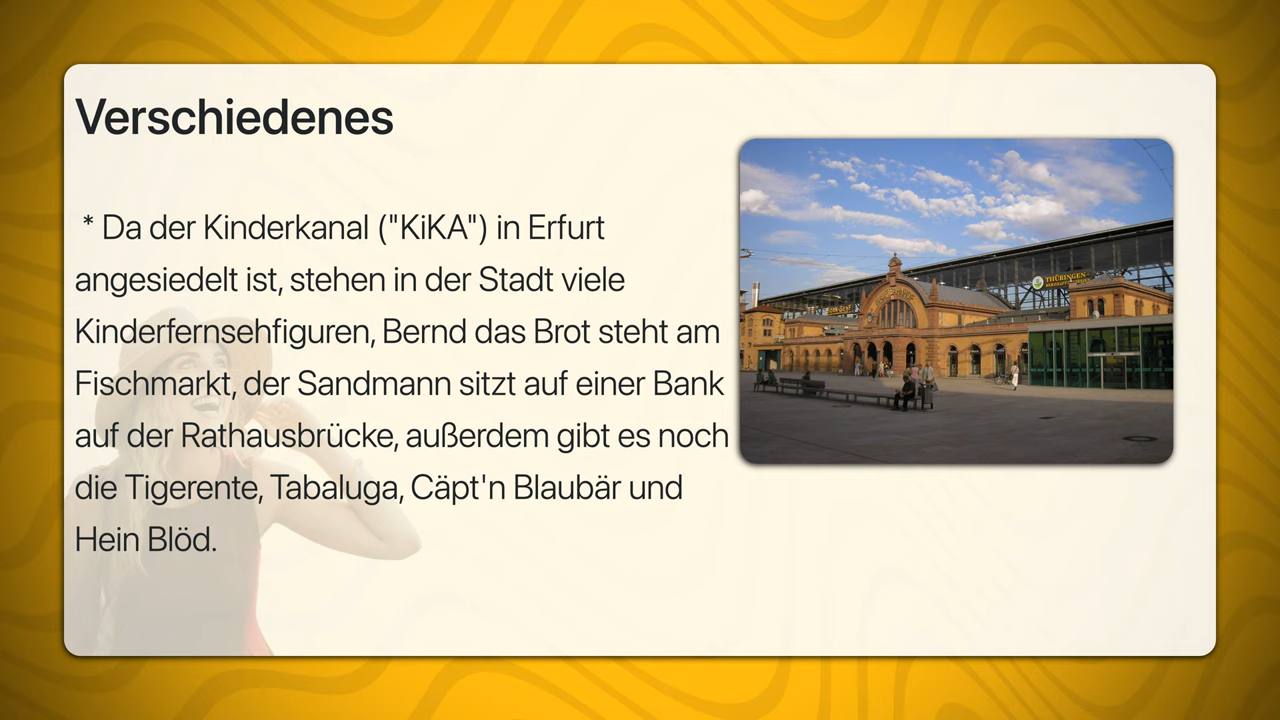 Verschiedenes
* Da der Kinderkanal ("KiKA") in Erfurt
angesiedelt ist, stehen in der Stadt viele
Kinderfernsehfiguren, Bernd das Brot steht am
Fischmarkt, der Sandmann sitzt auf einer Bank
auf der Rathausbrücke, außerdem gibt es noch
die Tigerente, Tabaluga, Cäpt'n Blaubär und
Hein Blöd.
THÜRINGEN-